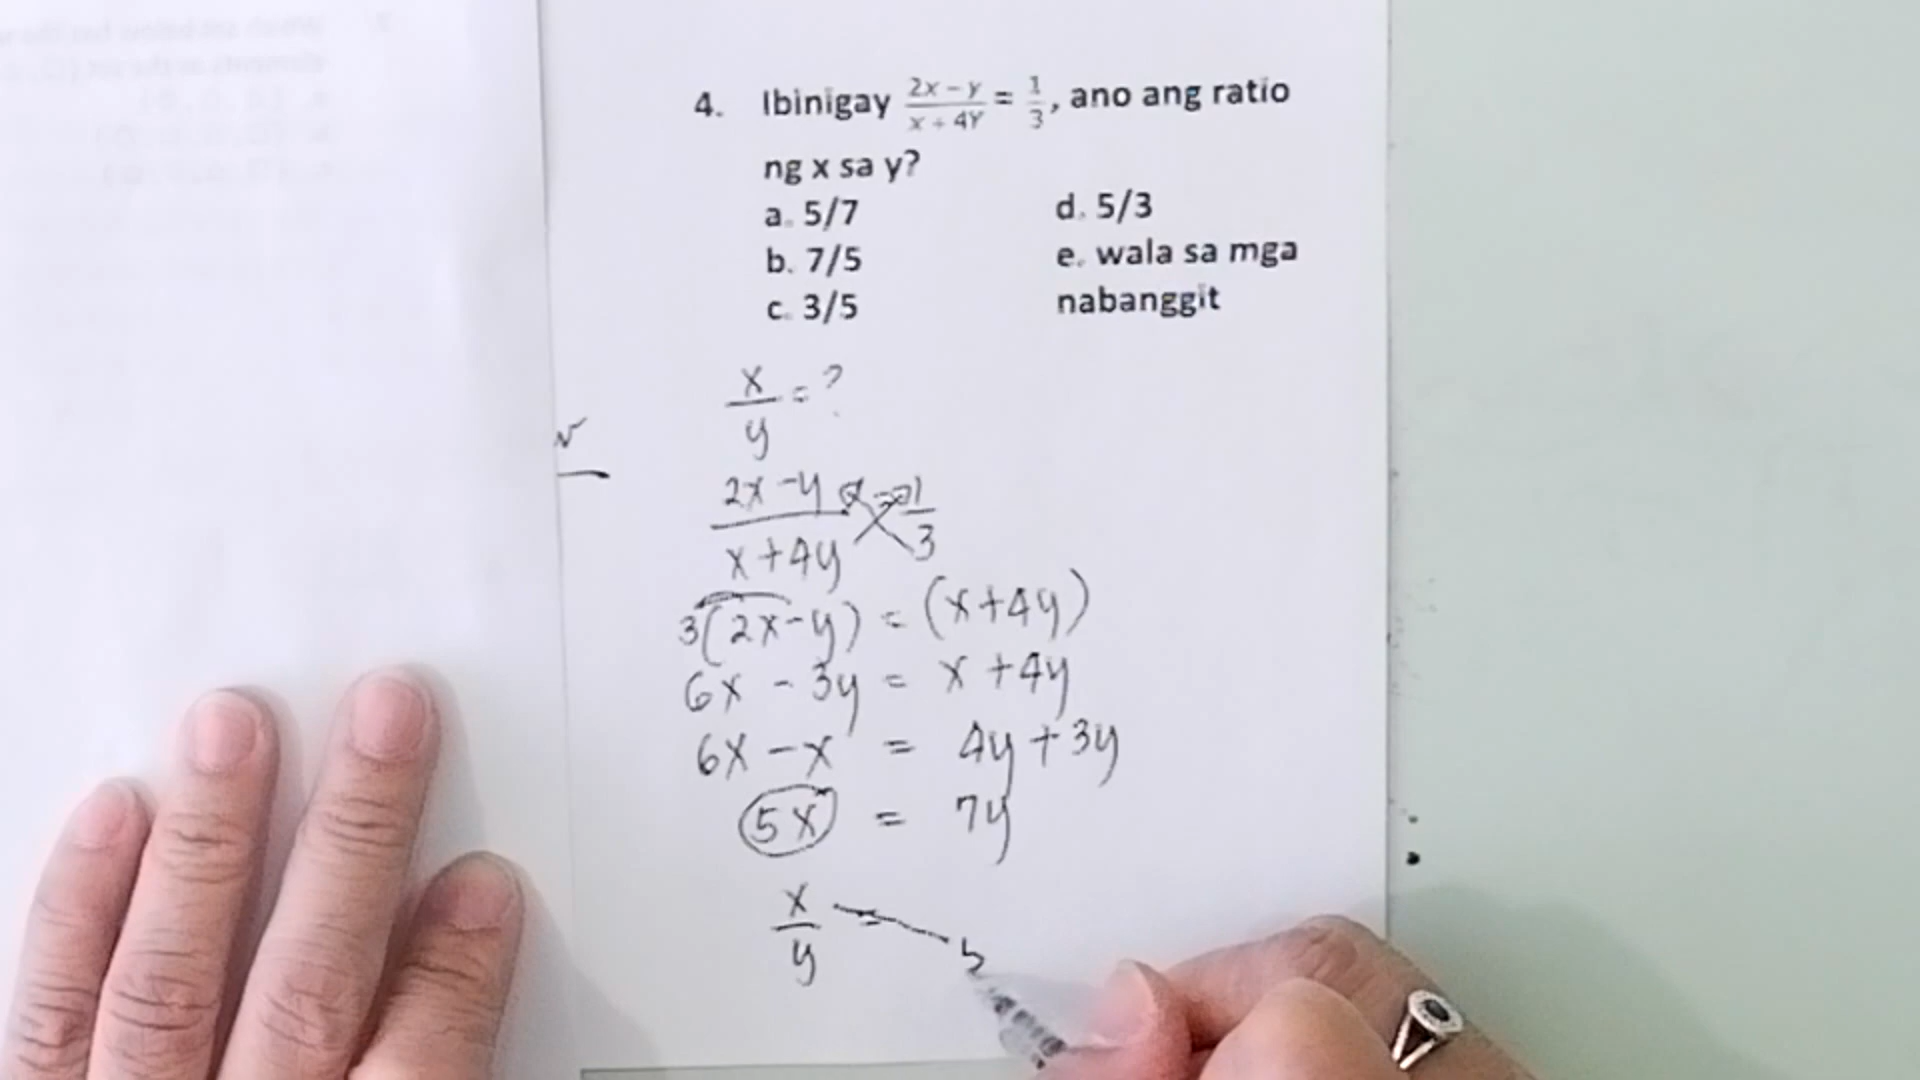 4. Ibinigay 2x - y / x + 4Y = 1/3, ano ang ratio
ng x sa y?
a. 5/7
b. 7/5
c. 3/5
d. 5/3
e. wala sa mga
nabanggit
x/y = ?
2x - y / x + 4y = 1/3
3(2x - y) = (x + 4y)
6x - 3y = x + 4y
6x - x = 4y + 3y
5x = 7y
x/y = 5